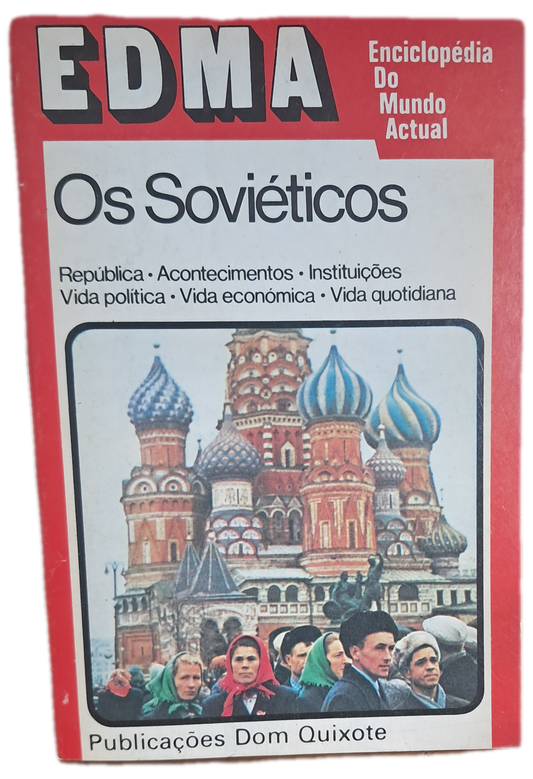 EDMA
Enciclopédia
Do
Mundo
Actual
Os Soviéticos
República • Acontecimentos • Instituições
Vida política • Vida económica • Vida quotidiana
Publicações Dom Quixote